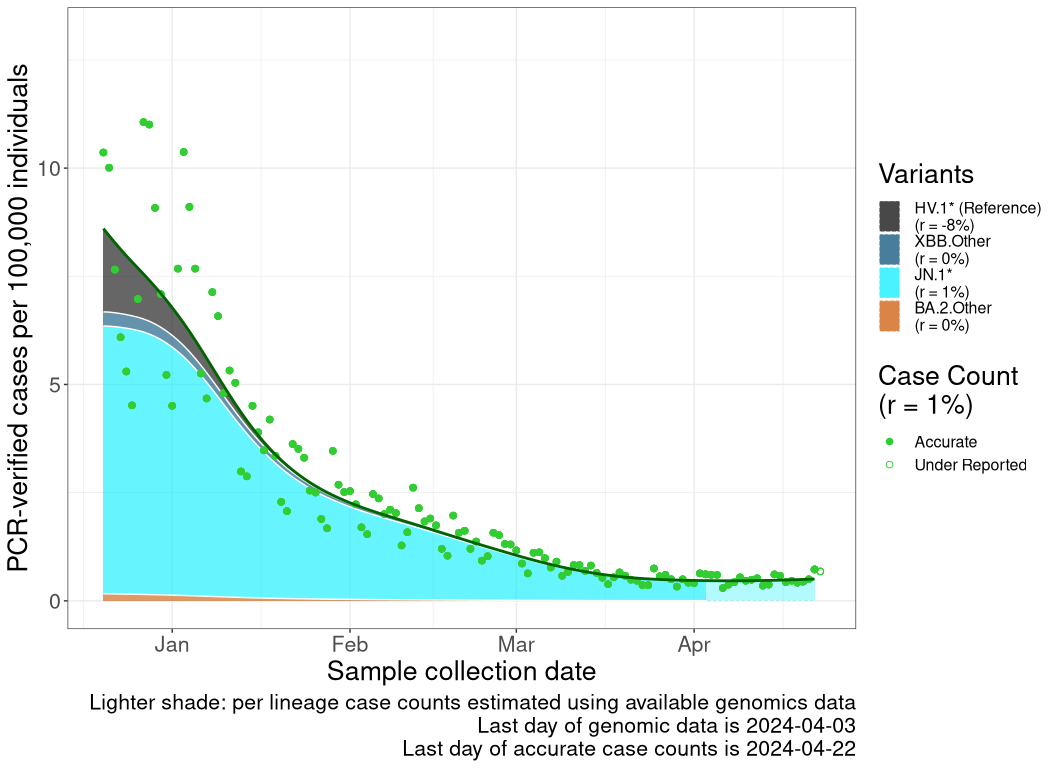 PCR-verified cases per 100,000 individuals
10
5
0
Jan Feb Mar Apr
Sample collection date
Lighter shade: per lineage case counts estimated using available genomics data
Last day of genomic data is 2024-04-03
Last day of accurate case counts is 2024-04-22
Variants
HV.1* (Reference)
(r = -8%)
XBB.Other
(r = 0%)
JN.1*
(r = 1%)
BA.2.Other
(r = 0%)
Case Count
(r = 1%)
Accurate
Under Reported